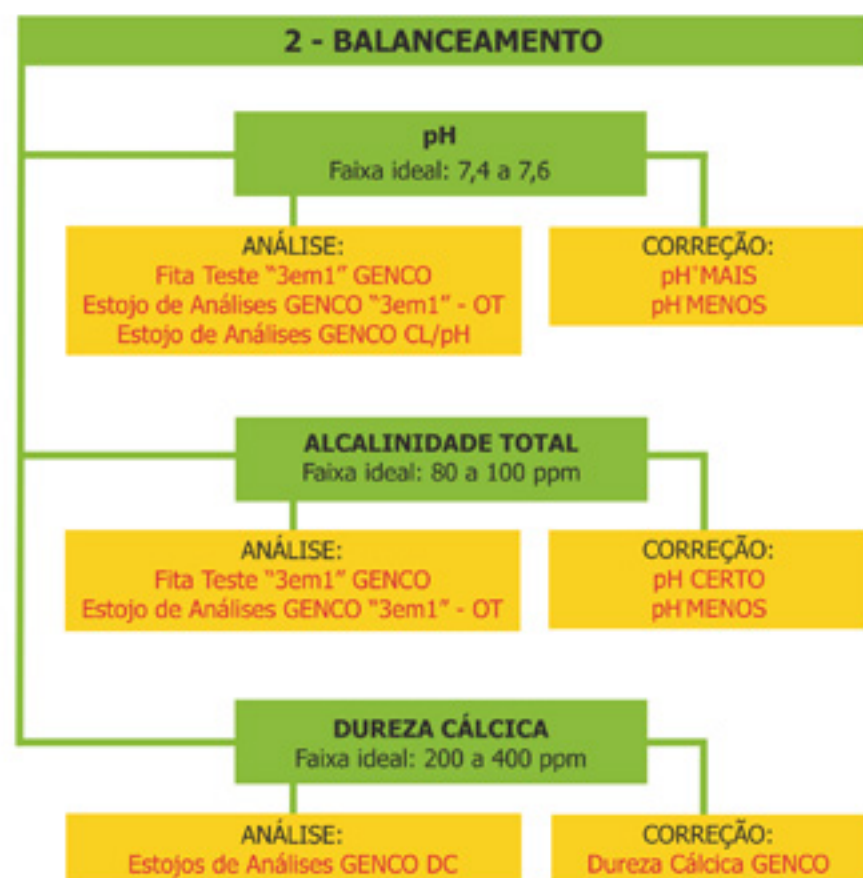 2 - BALANCEAMENTO
pH
Faixa ideal: 7,4 a 7,6
ANÁLISE:
Fita Teste "3em1" GENCO
Estojo de Análises GENCO "3em1" - OT
Estojo de Análises GENCO CL/pH
CORREÇÃO:
pH+MAIS
pH-MENOS
ALCALINIDADE TOTAL
Faixa ideal: 80 a 100 ppm
ANÁLISE:
Fita Teste "3em1" GENCO
Estojo de Análises GENCO "3em1" - OT
CORREÇÃO:
pH CERTO
pH-MENOS
DUREZA CÁLCICA
Faixa ideal: 200 a 400 ppm
ANÁLISE:
Estojos de Análises GENCO DC
CORREÇÃO:
Dureza Cálcica GENCO